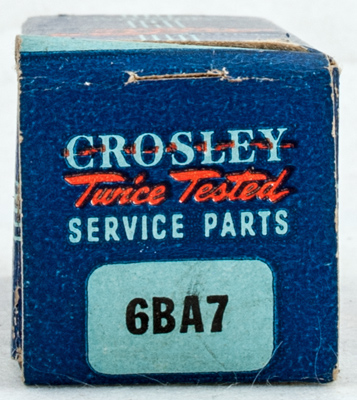 CROSLEY
Twice Tested
SERVICE PARTS
6BA7